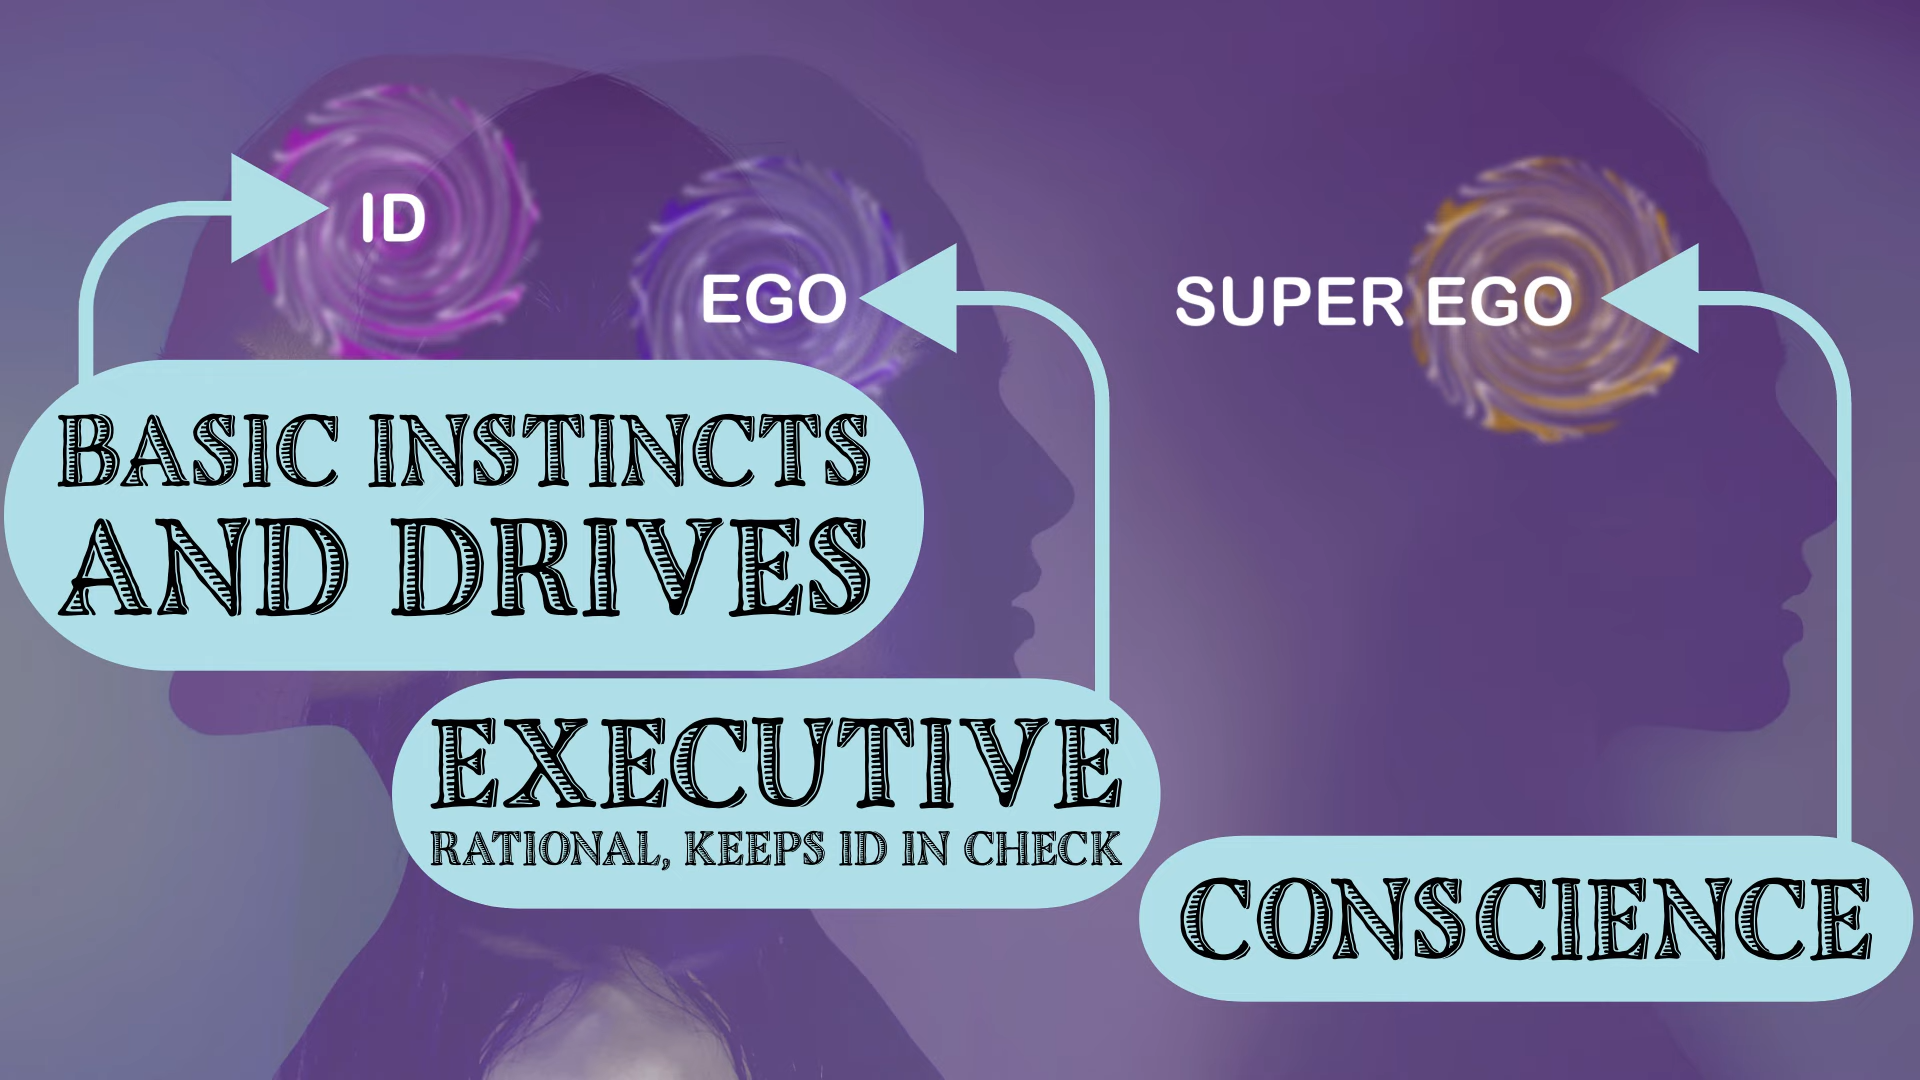 ID
EGO
SUPER EGO
BASIC INSTINCTS
AND DRIVES
EXECUTIVE
RATIONAL, KEEPS ID IN CHECK
CONSCIENCE